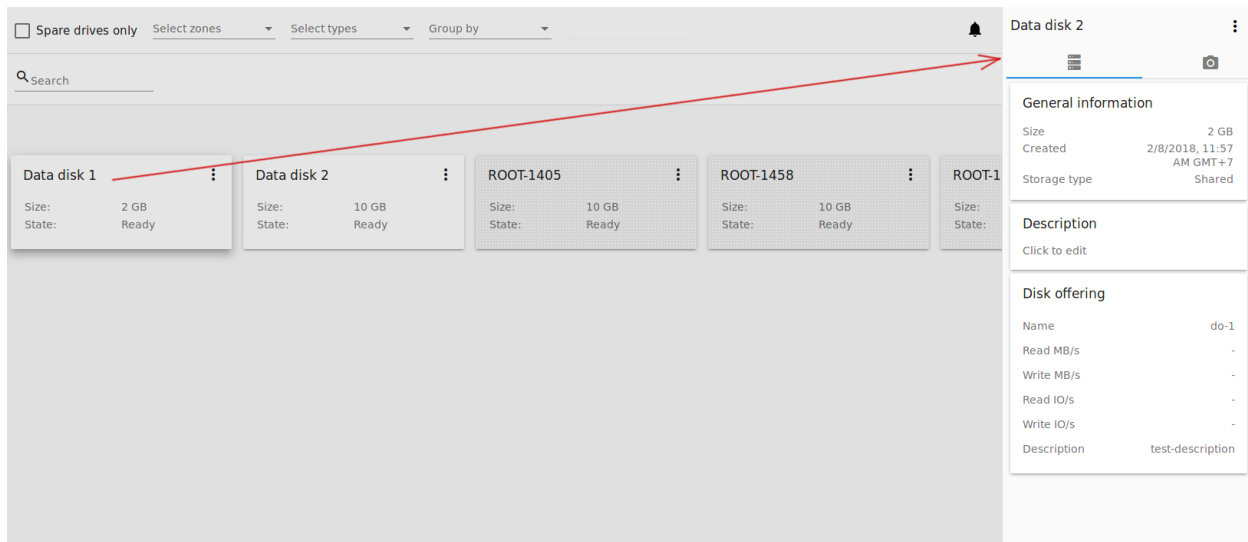 Spare drives only
Select zones
Select types
Group by
Search
Data disk 1
Size: 2 GB
State: Ready
Data disk 2
Size: 10 GB
State: Ready
ROOT-1405
Size: 10 GB
State: Ready
ROOT-1458
Size: 10 GB
State: Ready
ROOT-1
Size:
State:
Data disk 2
General information
Size 2 GB
Created 2/8/2018, 11:57
AM GMT+7
Storage type Shared
Description
Click to edit
Disk offering
Name do-1
Read MB/s -
Write MB/s -
Read IO/s -
Write IO/s -
Description test-description